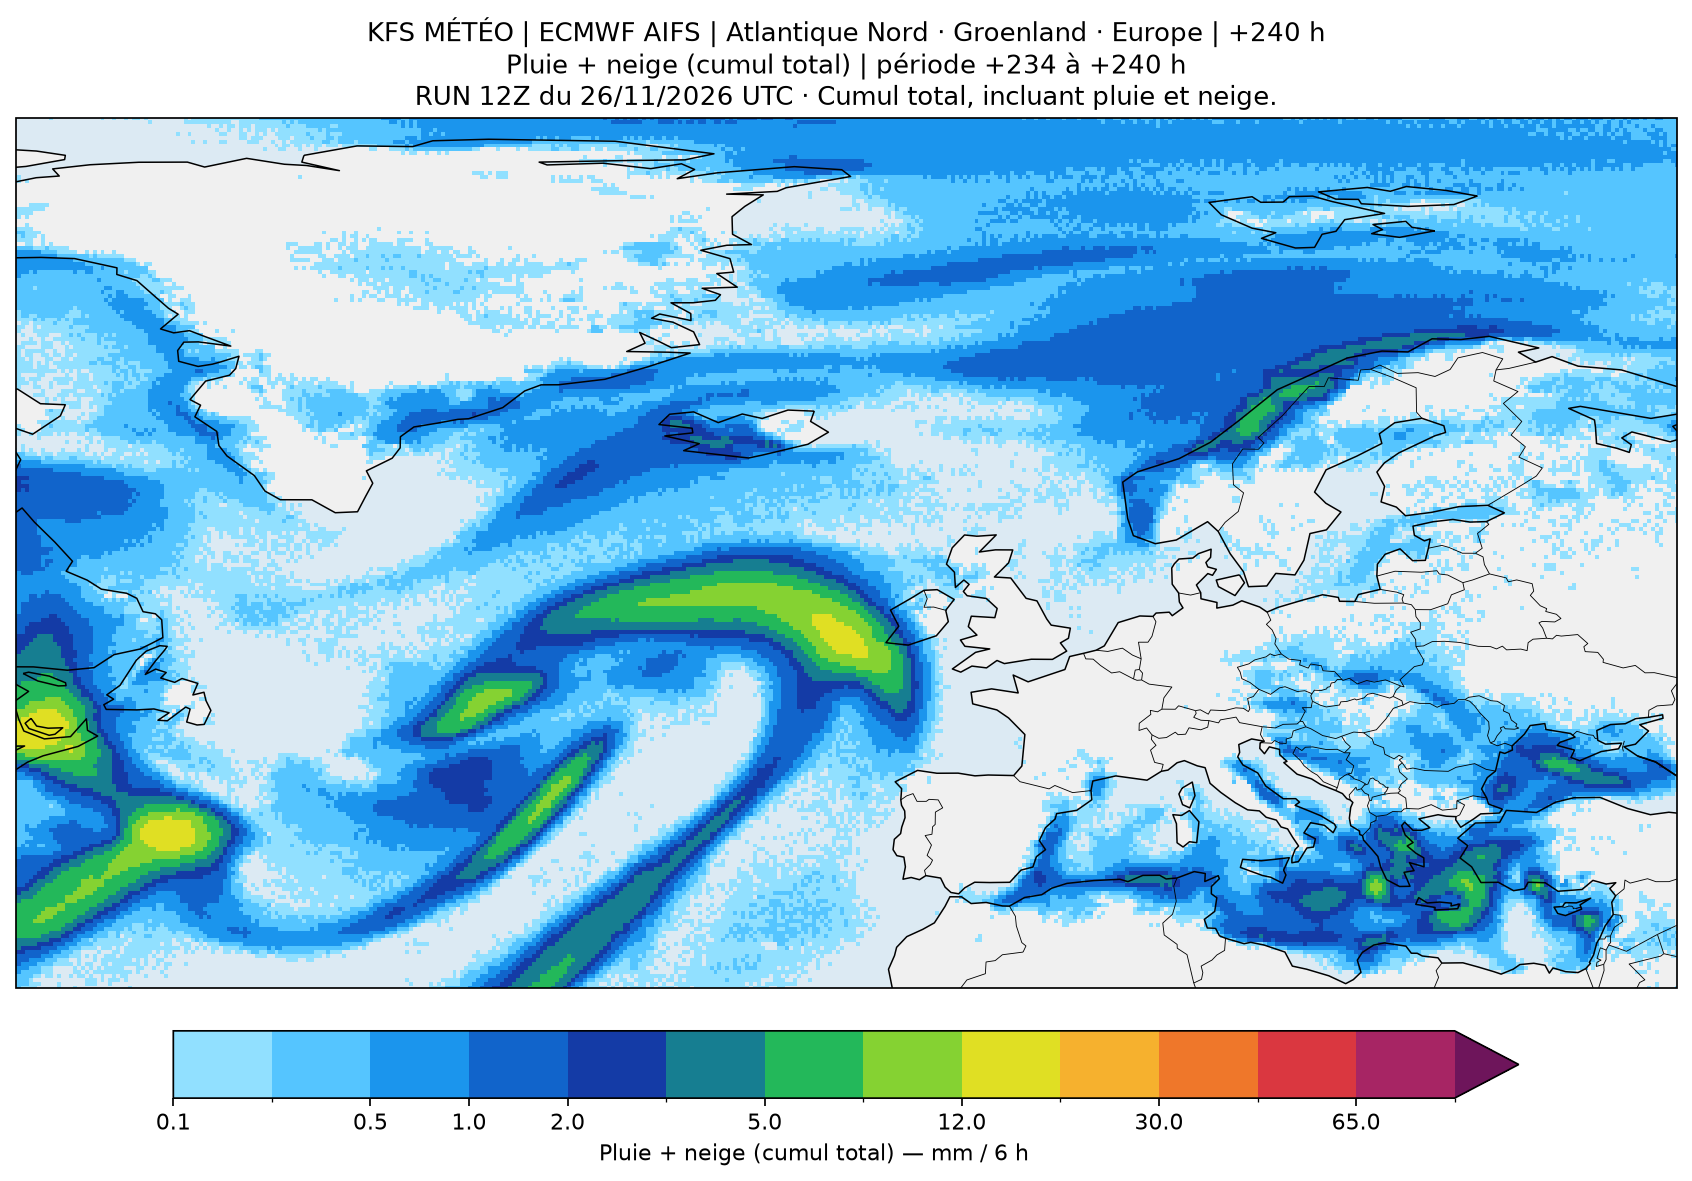 KFS MÉTÉO | ECMWF AIFS | Atlantique Nord · Groenland · Europe | +240 h
Pluie + neige (cumul total) | période +234 à +240 h
RUN 12Z du 26/11/2026 UTC · Cumul total, incluant pluie et neige.
0.1 0.5 1.0 2.0 5.0 12.0 30.0 65.0
Pluie + neige (cumul total) — mm / 6 h